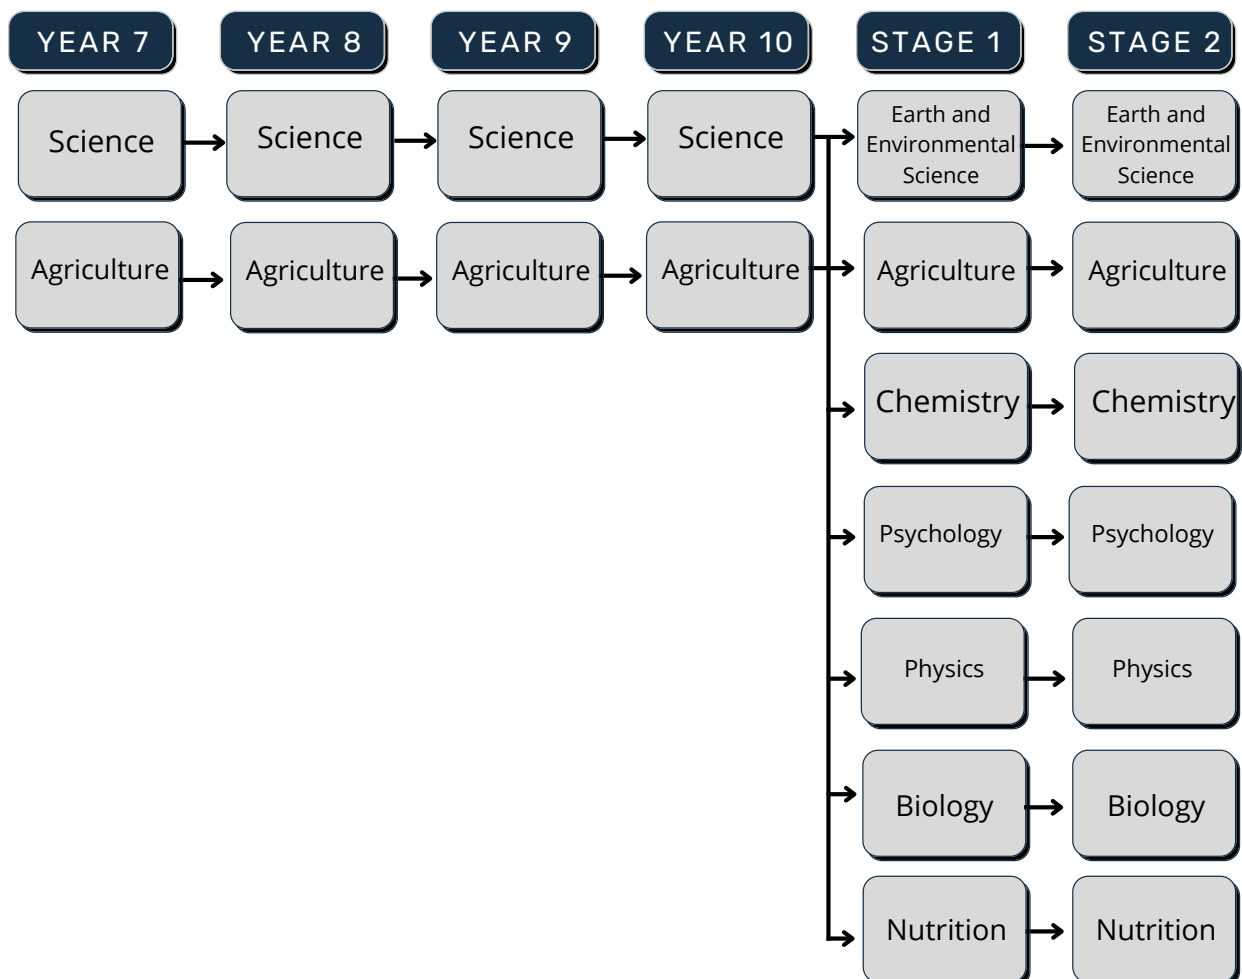 YEAR 7
YEAR 8
YEAR 9
YEAR 10
STAGE 1
STAGE 2
Science
Science
Science
Science
Earth and
Environmental
Science
Earth and
Environmental
Science
Agriculture
Agriculture
Agriculture
Agriculture
Agriculture
Agriculture
Chemistry
Chemistry
Psychology
Psychology
Physics
Physics
Biology
Biology
Nutrition
Nutrition